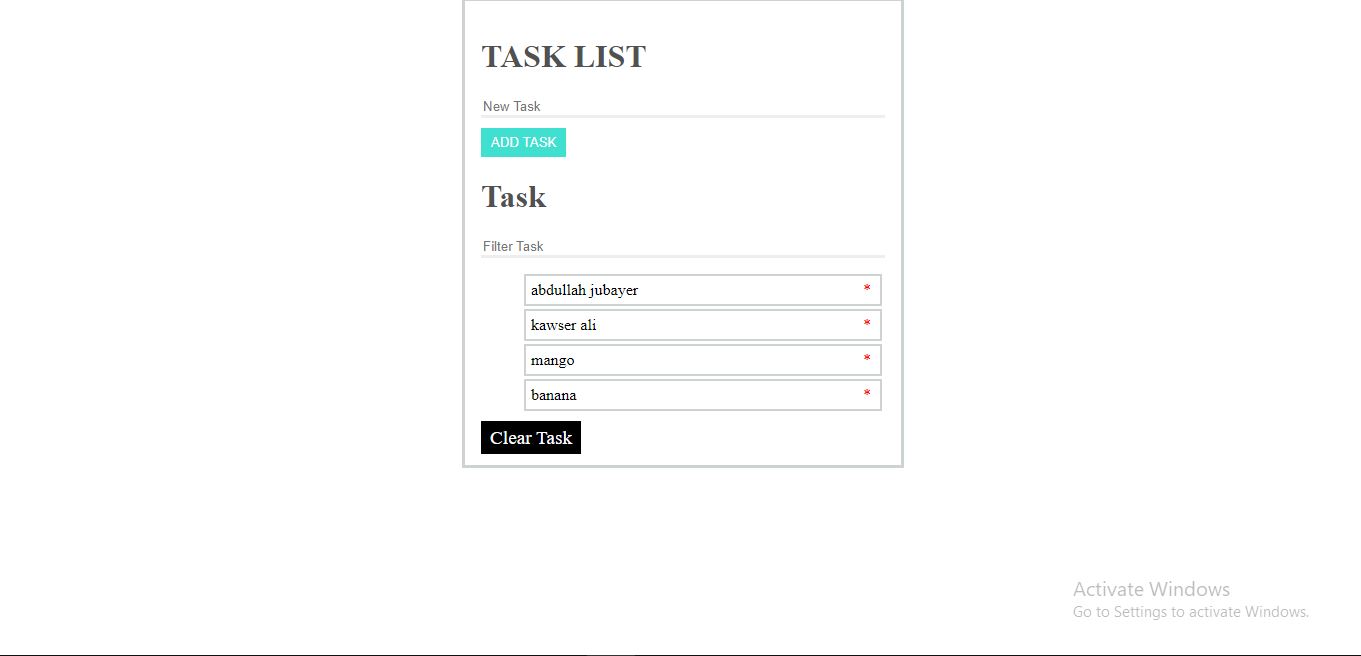 TASK LIST
New Task
ADD TASK
Task
Filter Task
abdullah jubayer *
kawser ali *
mango *
banana *
Clear Task
Activate Windows
Go to Settings to activate Windows.